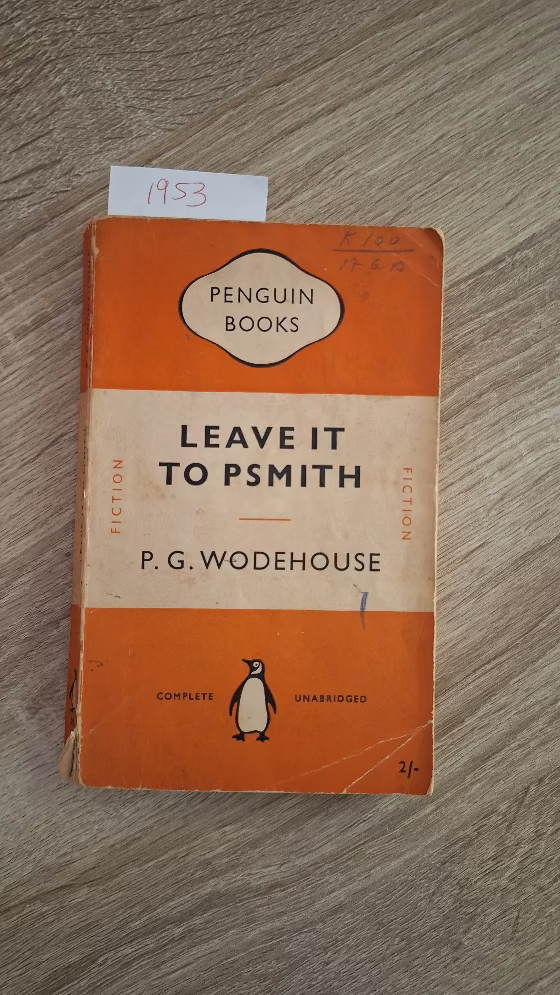 1953
K 100
PENGUIN
BOOKS
LEAVE IT
TO PSMITH
FICTION
FICTION
P. G. WODEHOUSE
COMPLETE
UNABRIDGED
2/-